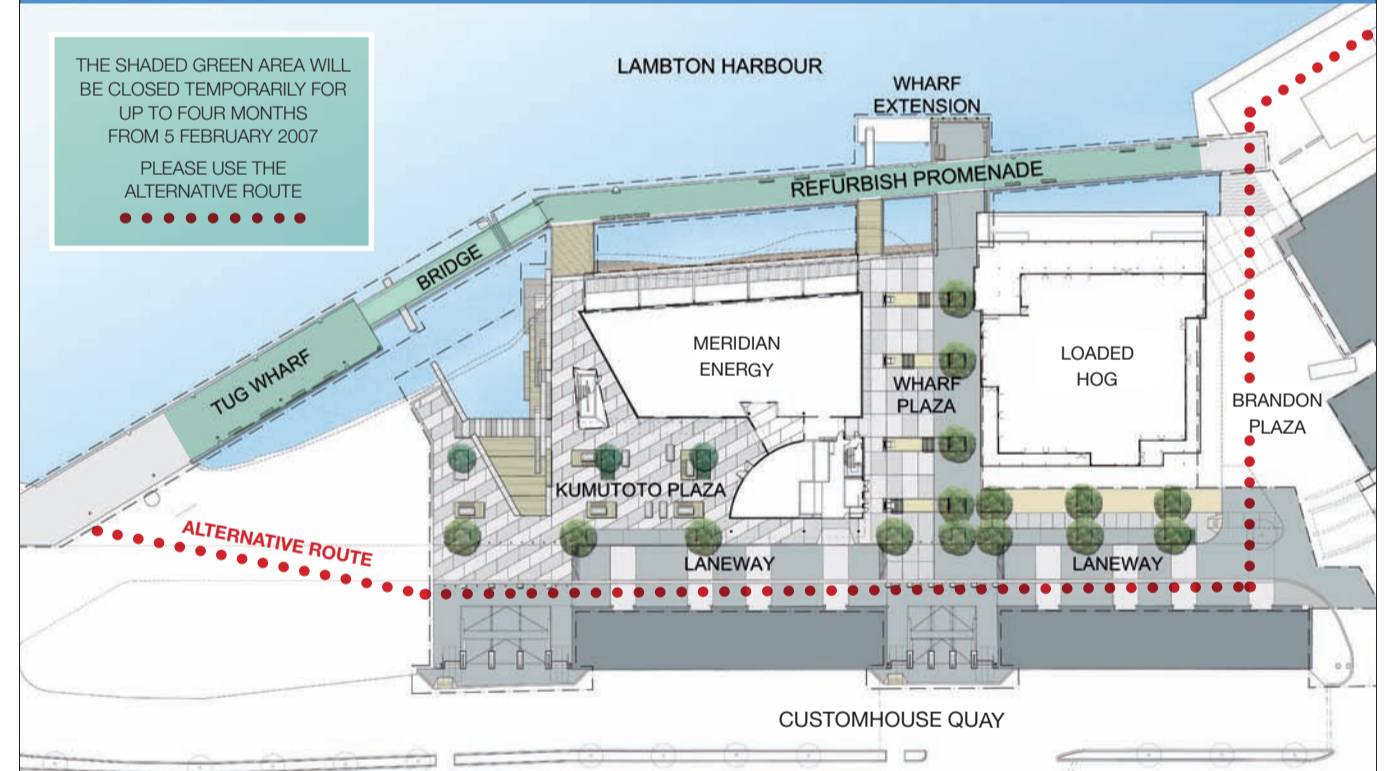 THE SHADED GREEN AREA WILL
BE CLOSED TEMPORARILY FOR
UP TO FOUR MONTHS
FROM 5 FEBRUARY 2007
PLEASE USE THE
ALTERNATIVE ROUTE
LAMBTON HARBOUR
WHARF
EXTENSION
REFURBISH PROMENADE
BRIDGE
TUG WHARF
MERIDIAN
ENERGY
LOADED
HOG
WHARF
PLAZA
BRANDON
PLAZA
KUMUTOTO PLAZA
ALTERNATIVE ROUTE
LANEWAY
LANEWAY
CUSTOMHOUSE QUAY